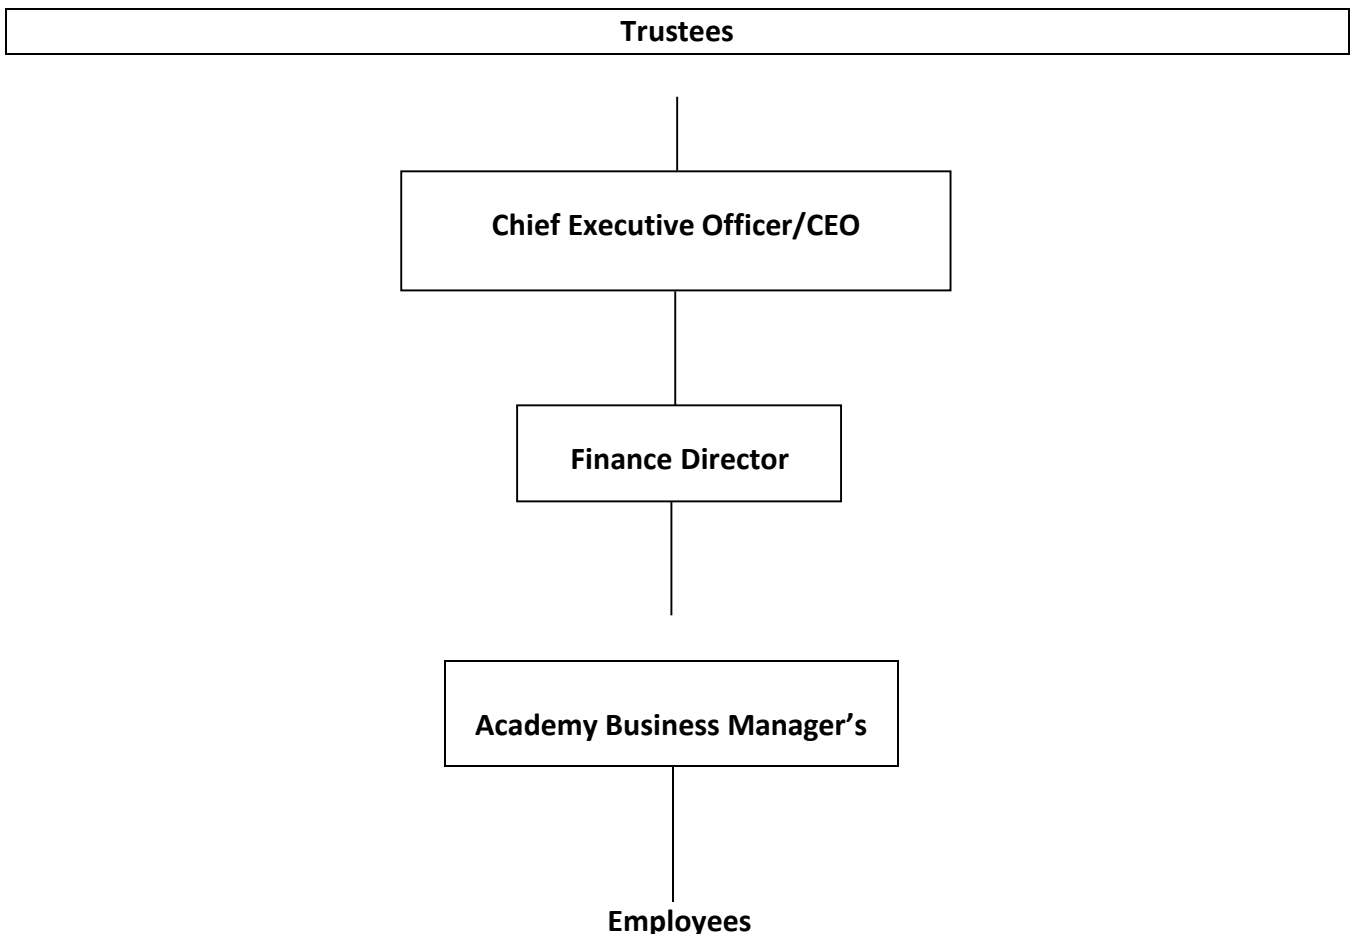 Trustees
Chief Executive Officer/CEO
Finance Director
Academy Business Manager’s
Employees